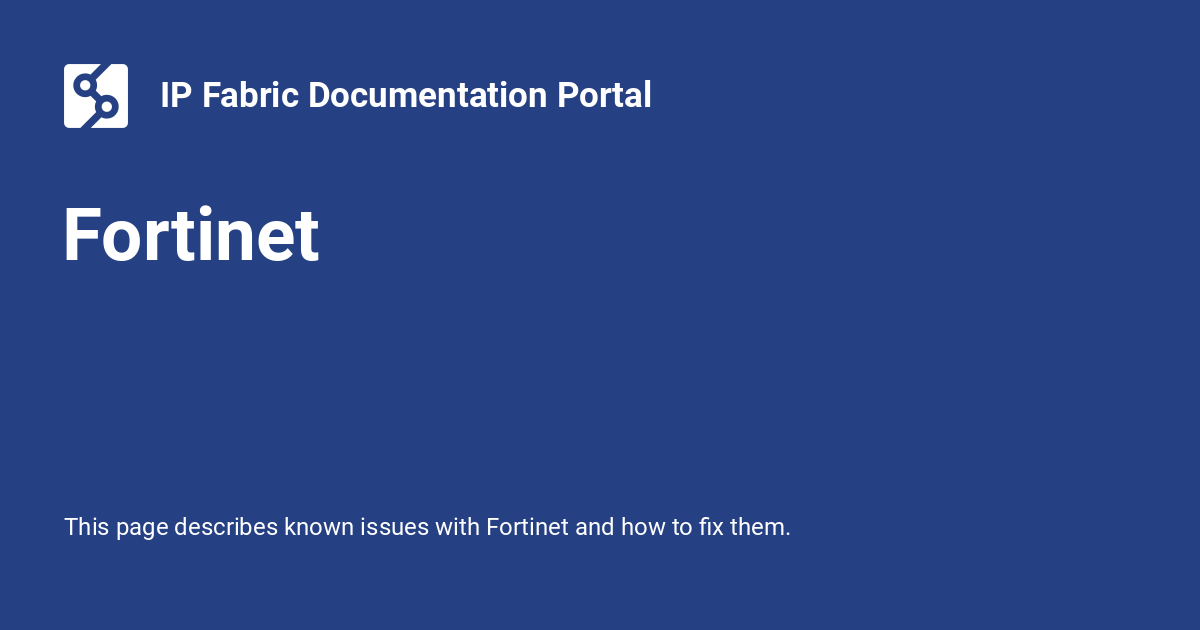 IP Fabric Documentation Portal
Fortinet
This page describes known issues with Fortinet and how to fix them.